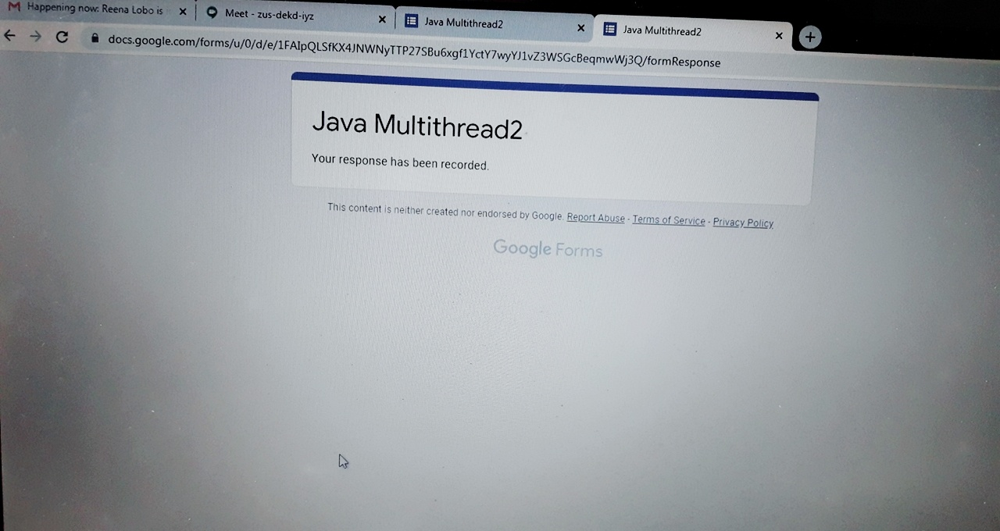 Happening now: Reena Lobo is
Meet - zus-dekd-iyz
Java Multithread2
Java Multithread2
docs.google.com/forms/u/0/d/e/1FAIpQLSfKX4JNWNyTTP27SBu6xgf1YctY7wyYJ1vZ3WSGcBeqmwWj3Q/formResponse
Java Multithread2
Your response has been recorded.
This content is neither created nor endorsed by Google. Report Abuse - Terms of Service - Privacy Policy
Google Forms